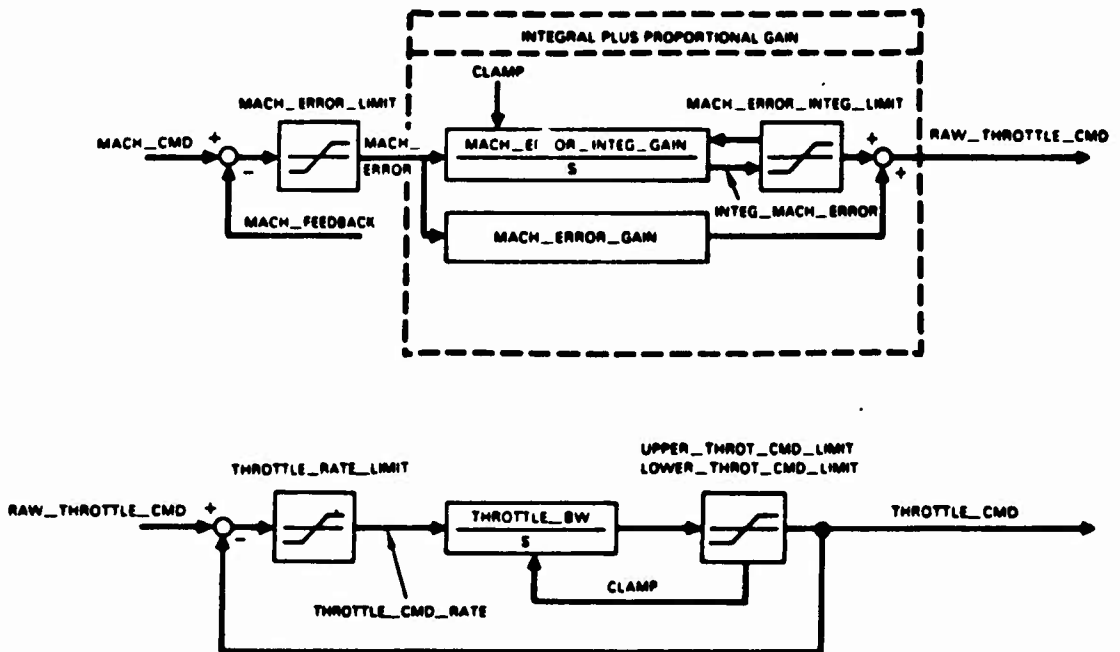 INTEGRAL PLUS PROPORTIONAL GAIN
CLAMP
MACH_ERROR_LIMIT
MACH_ERROR_INTEG_LIMIT
MACH_CMD
+
-
MACH_
ERROR
MACH_FEEDBACK
_INTEG_GAIN
S
INTEG_MACH_ERROR
MACH_ERROR_GAIN
+
+
RAW_THROTTLE_CMD
UPPER_THROT_CMD_LIMIT
LOWER_THROT_CMD_LIMIT
THROTTLE_RATE_LIMIT
RAW_THROTTLE_CMD
+
-
THROTTLE_BW
S
THROTTLE_CMD
CLAMP
THROTTLE_CMD_RATE